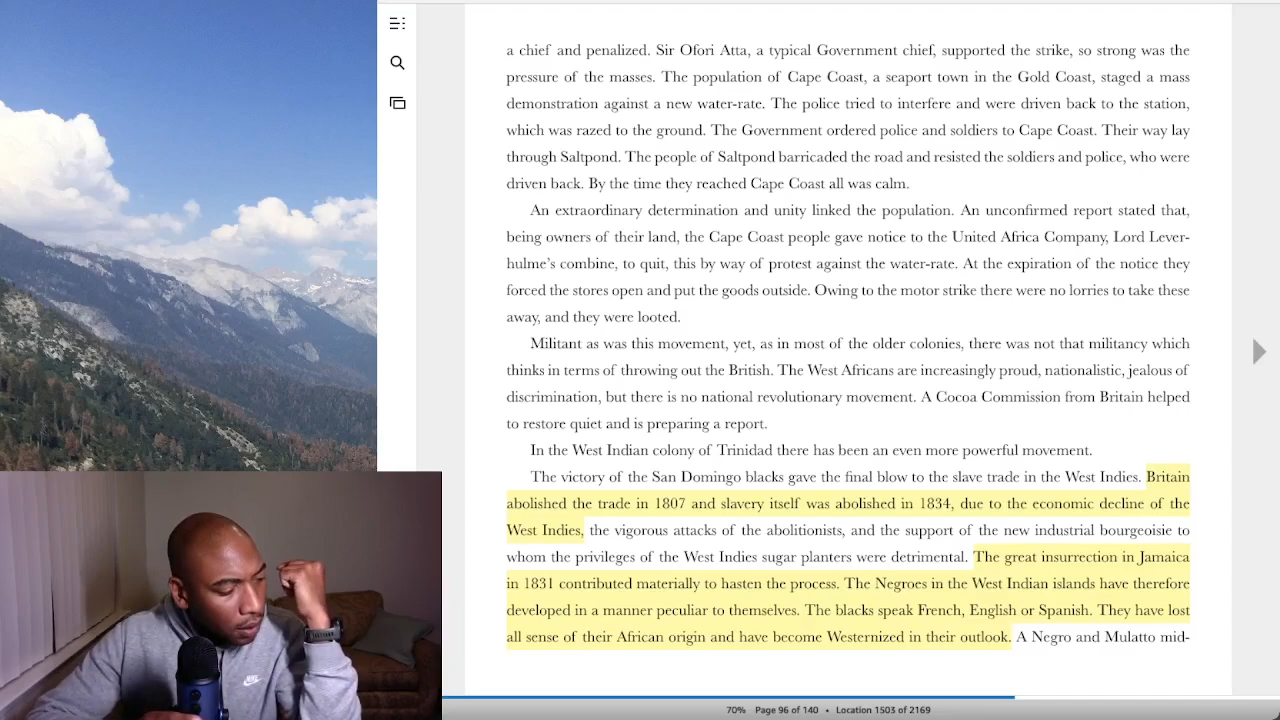 a chief and penalized. Sir Ofori Atta, a typical Government chief, supported the strike, so strong was the
pressure of the masses. The population of Cape Coast, a seaport town in the Gold Coast, staged a mass
demonstration against a new water-rate. The police tried to interfere and were driven back to the station,
which was razed to the ground. The Government ordered police and soldiers to Cape Coast. Their way lay
through Saltpond. The people of Saltpond barricaded the road and resisted the soldiers and police, who were
driven back. By the time they reached Cape Coast all was calm.
An extraordinary determination and unity linked the population. An unconfirmed report stated that,
being owners of their land, the Cape Coast people gave notice to the United Africa Company, Lord Lever-
hulme's combine, to quit, this by way of protest against the water-rate. At the expiration of the notice they
forced the stores open and put the goods outside. Owing to the motor strike there were no lorries to take these
away, and they were looted.
Militant as was this movement, yet, as in most of the older colonies, there was not that militancy which
thinks in terms of throwing out the British. The West Africans are increasingly proud, nationalistic, jealous of
discrimination, but there is no national revolutionary movement. A Cocoa Commission from Britain helped
to restore quiet and is preparing a report.
In the West Indian colony of Trinidad there has been an even more powerful movement.
The victory of the San Domingo blacks gave the final blow to the slave trade in the West Indies. Britain
abolished the trade in 1807 and slavery itself was abolished in 1834, due to the economic decline of the
West Indies, the vigorous attacks of the abolitionists, and the support of the new industrial bourgeoisie to
whom the privileges of the West Indies sugar planters were detrimental. The great insurrection in Jamaica
in 1831 contributed materially to hasten the process. The Negroes in the West Indian islands have therefore
developed in a manner peculiar to themselves. The blacks speak French, English or Spanish. They have lost
all sense of their African origin and have become Westernized in their outlook. A Negro and Mulatto mid-
70% Page 96 of 140 • Location 1503 of 2169